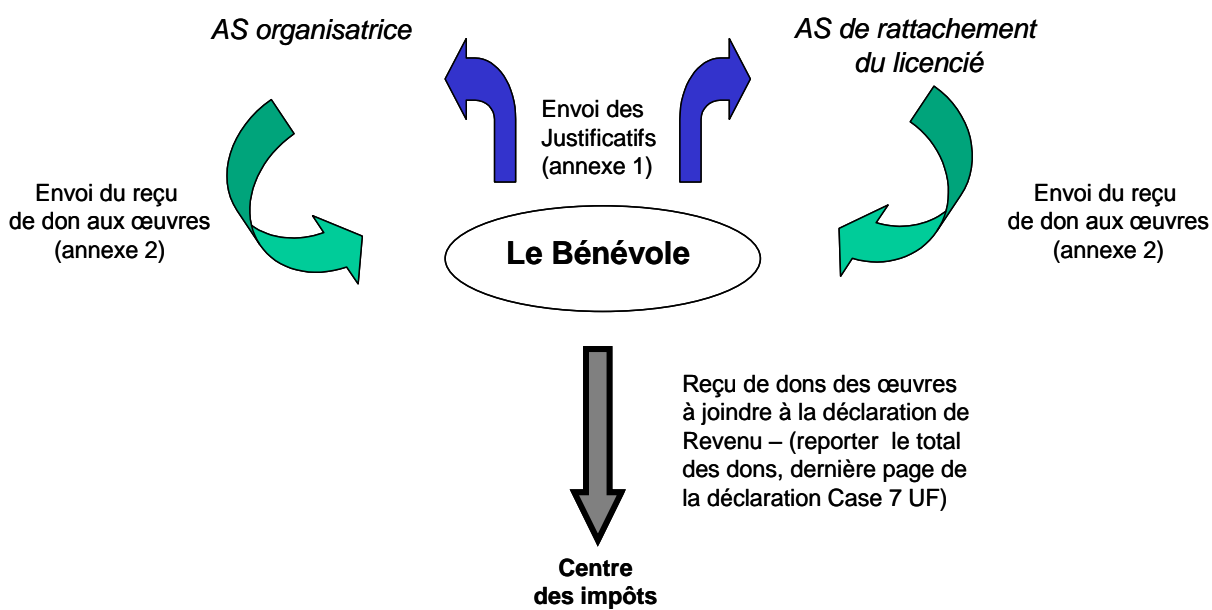 AS organisatrice
AS de rattachement
du licencié
Envoi des
Justificatifs
(annexe 1)
Envoi du reçu
de don aux œuvres
(annexe 2)
Envoi du reçu
de don aux œuvres
(annexe 2)
Le Bénévole
Reçu de dons des œuvres
à joindre à la déclaration de
Revenu – (reporter le total
des dons, dernière page de
la déclaration Case 7 UF)
Centre
des impôts